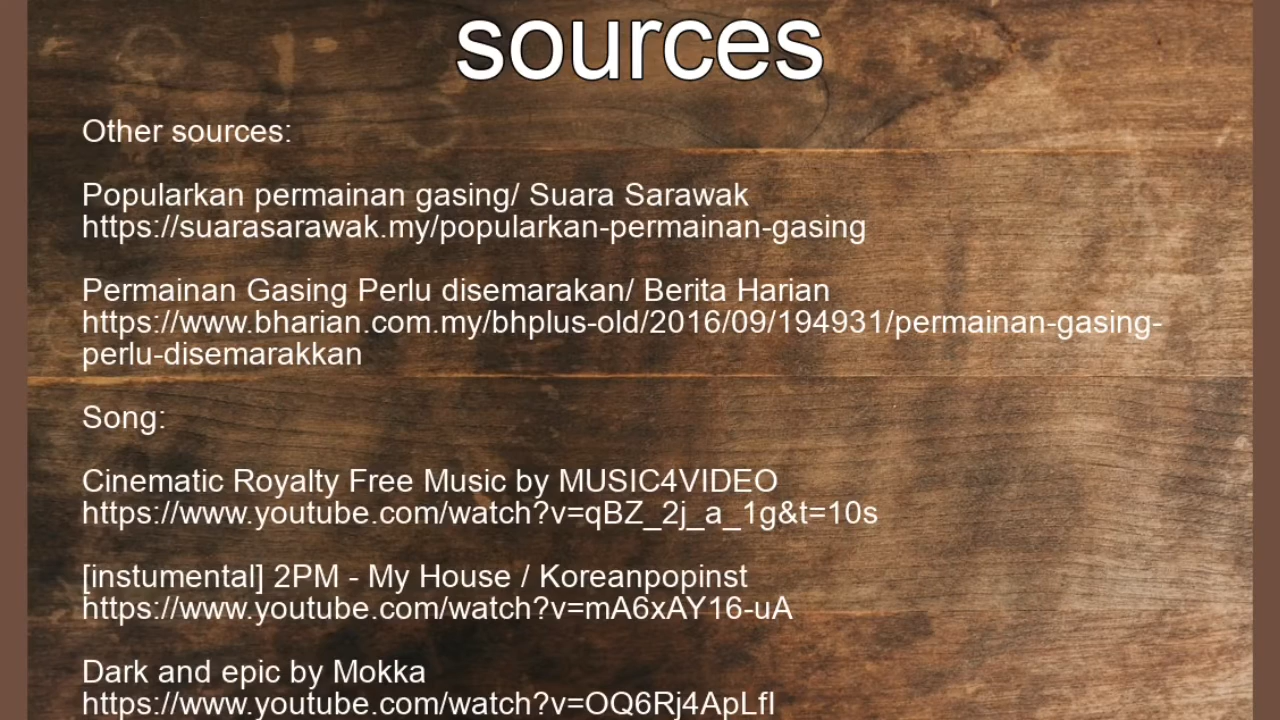 sources
Other sources:
Popularkan permainan gasing/ Suara Sarawak
https://suarasarawak.my/popularkan-permainan-gasing
Permainan Gasing Perlu disemarakan/ Berita Harian
https://www.bharian.com.my/bhplus-old/2016/09/194931/permainan-gasing-
perlu-disemarakkan
Song:
Cinematic Royalty Free Music by MUSIC4VIDEO
https://www.youtube.com/watch?v=qBZ_2j_a_1g&t=10s
[instumental] 2PM - My House / Koreanpopinst
https://www.youtube.com/watch?v=mA6xAY16-uA
Dark and epic by Mokka
https://www.youtube.com/watch?v=OQ6Rj4ApLfI